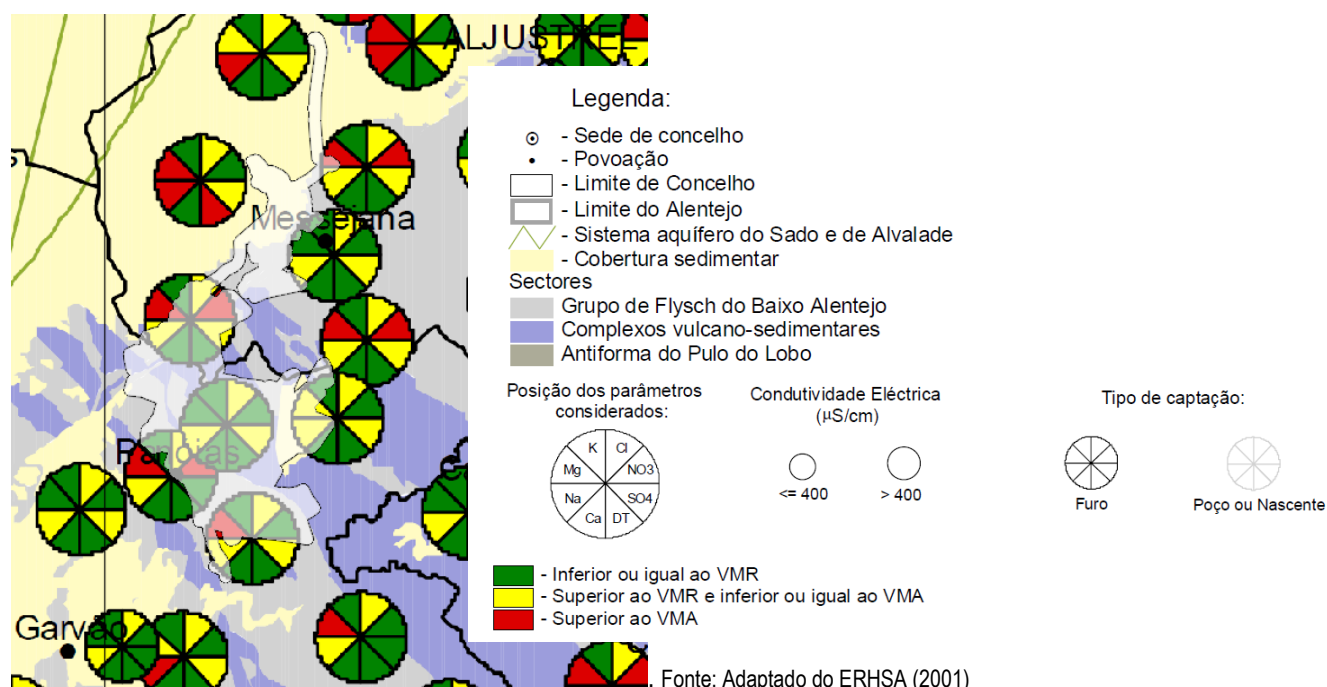 ALJUSTREL
Messejana
Panoias
Garvão
Legenda:
- Sede de concelho
- Povoação
- Limite de Concelho
- Limite do Alentejo
- Sistema aquífero do Sado e de Alvalade
- Cobertura sedimentar
Sectores
Grupo de Flysch do Baixo Alentejo
Complexos vulcano-sedimentares
Antiforma do Pulo do Lobo
Posição dos parâmetros
considerados:
K Cl
Mg NO3
Na SO4
Ca DT
Condutividade Eléctrica
(µS/cm)
<= 400 > 400
Tipo de captação:
Furo Poço ou Nascente
- Inferior ou igual ao VMR
- Superior ao VMR e inferior ou igual ao VMA
- Superior ao VMA
. Fonte: Adaptado do ERHSA (2001)